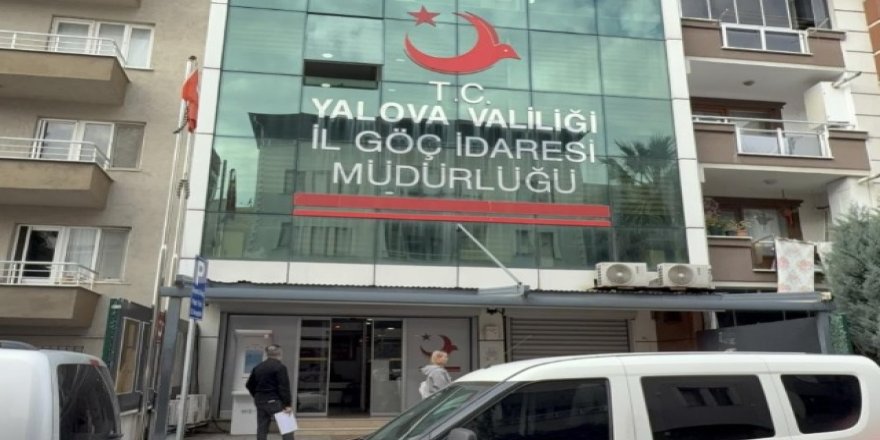 T.C.
YALOVA VALİLİĞİ
İL GÖÇ İDARESİ
MÜDÜRLÜĞÜ